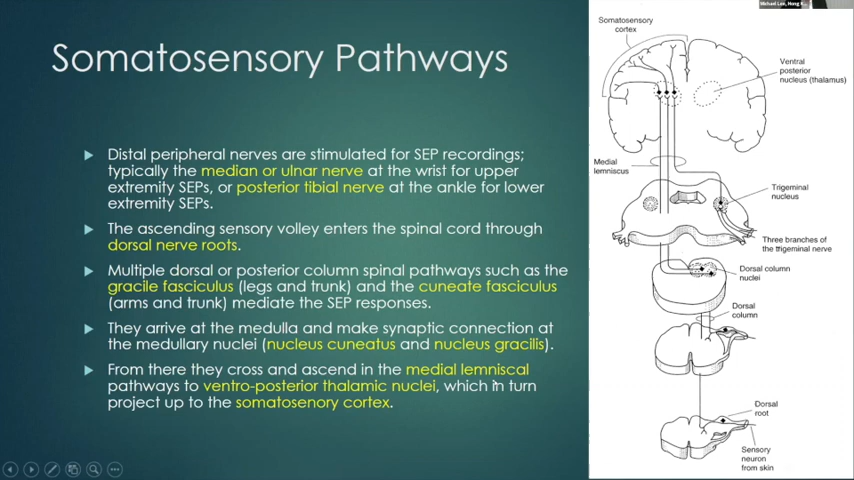 Somatosensory Pathways
Distal peripheral nerves are stimulated for SEP recordings;
typically the median or ulnar nerve at the wrist for upper
extremity SEPs, or posterior tibial nerve at the ankle for lower
extremity SEPs.
The ascending sensory volley enters the spinal cord through
dorsal nerve roots.
Multiple dorsal or posterior column spinal pathways such as the
gracile fasciculus (legs and trunk) and the cuneate fasciculus
(arms and trunk) mediate the SEP responses.
They arrive at the medulla and make synaptic connection at
the medullary nuclei (nucleus cuneatus and nucleus gracilis).
From there they cross and ascend in the medial lemniscal
pathways to ventro-posterior thalamic nuclei, which in turn
project up to the somatosenory cortex.
Somatosensory
cortex
Ventral
posterior
nucleus (thalamus)
Medial
lemniscus
Trigeminal
nucleus
Three branches of
the trigeminal nerve
Dorsal column
nuclei
Dorsal
column
Dorsal
root
Sensory
neuron
from skin